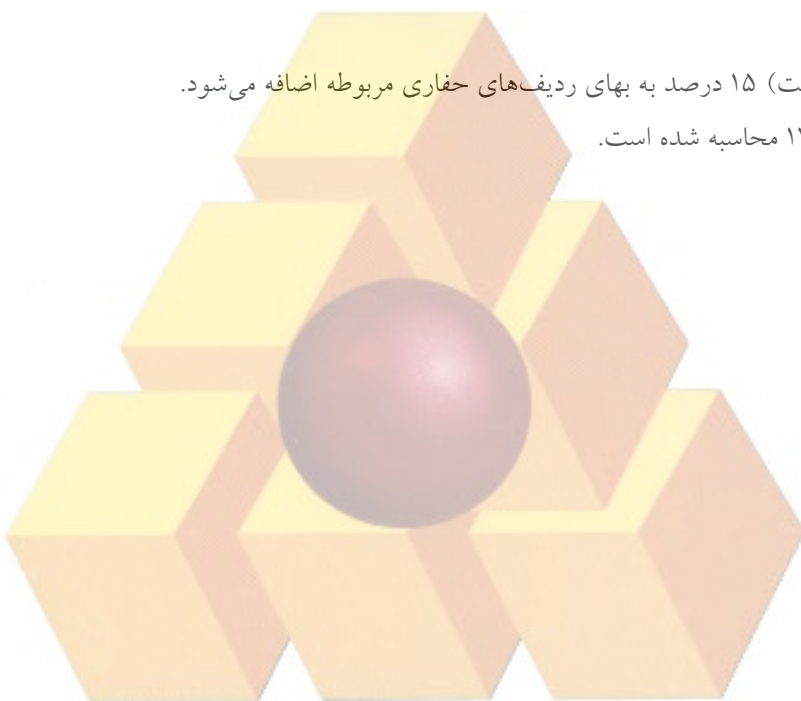 ۱۵ درصد به بهای ردیف‌های حفاری مربوطه اضافه می‌شود.
محاسبه شده است.